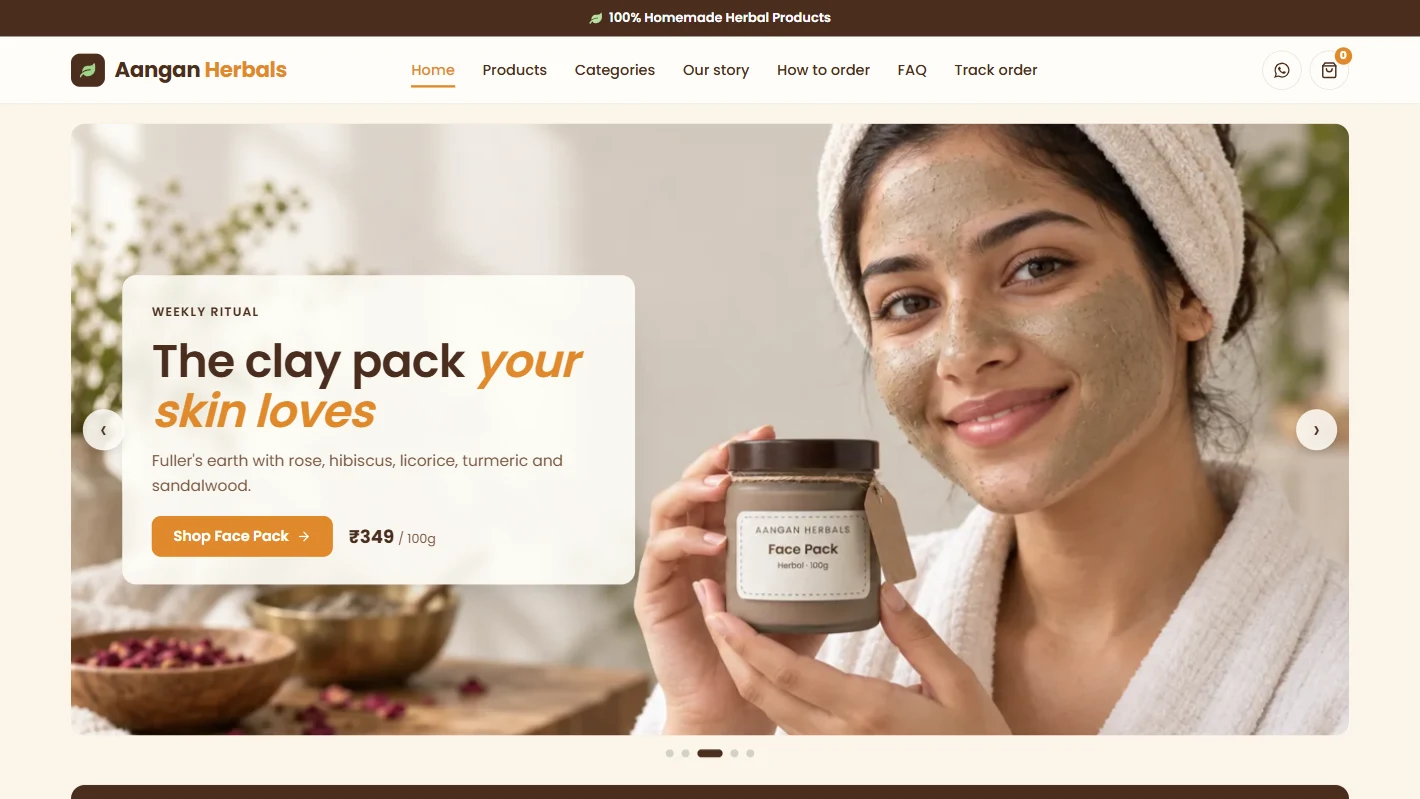 100% Homemade Herbal Products
Aangan Herbals
Home
Products
Categories
Our story
How to order
FAQ
Track order
0
WEEKLY RITUAL
The clay pack your
skin loves
Fuller's earth with rose, hibiscus, licorice, turmeric and
sandalwood.
Shop Face Pack →
₹349 / 100g
‹
›
AANGAN HERBALS
Face Pack
Herbal · 100g